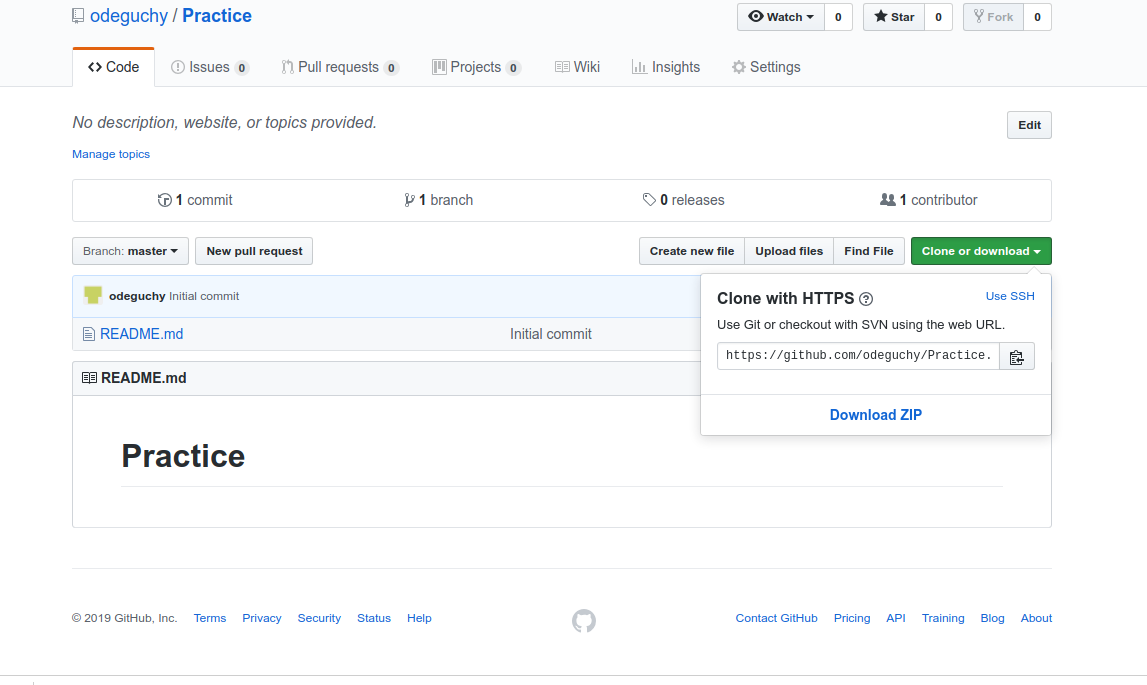 odeguchy / Practice
Watch 0 Star 0 Fork 0
Code Issues 0 Pull requests 0 Projects 0 Wiki Insights Settings
No description, website, or topics provided.
Edit
Manage topics
1 commit 1 branch 0 releases 1 contributor
Branch: master New pull request Create new file Upload files Find File Clone or download
odeguchy Initial commit
README.md Initial commit
Clone with HTTPS Use SSH
Use Git or checkout with SVN using the web URL.
https://github.com/odeguchy/Practice.
Download ZIP
README.md
Practice
© 2019 GitHub, Inc. Terms Privacy Security Status Help Contact GitHub Pricing API Training Blog About